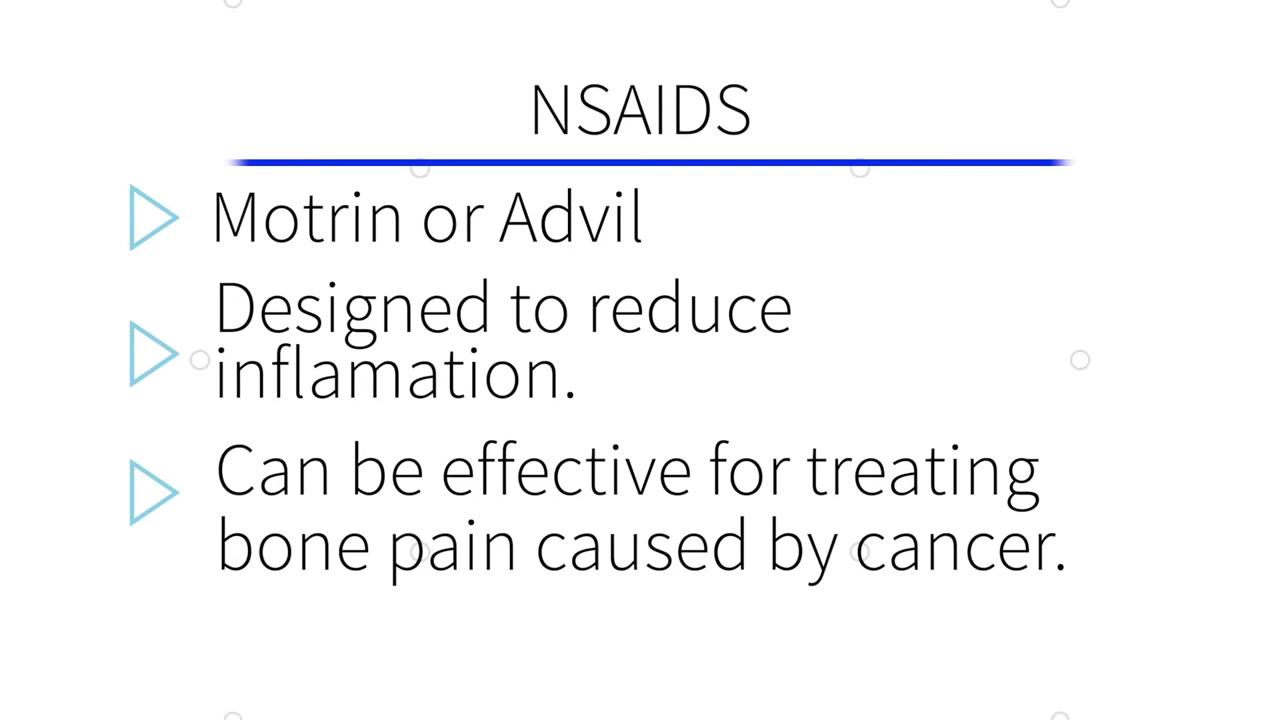 NSAIDS
Motrin or Advil
Designed to reduce
inflamation.
Can be effective for treating
bone pain caused by cancer.